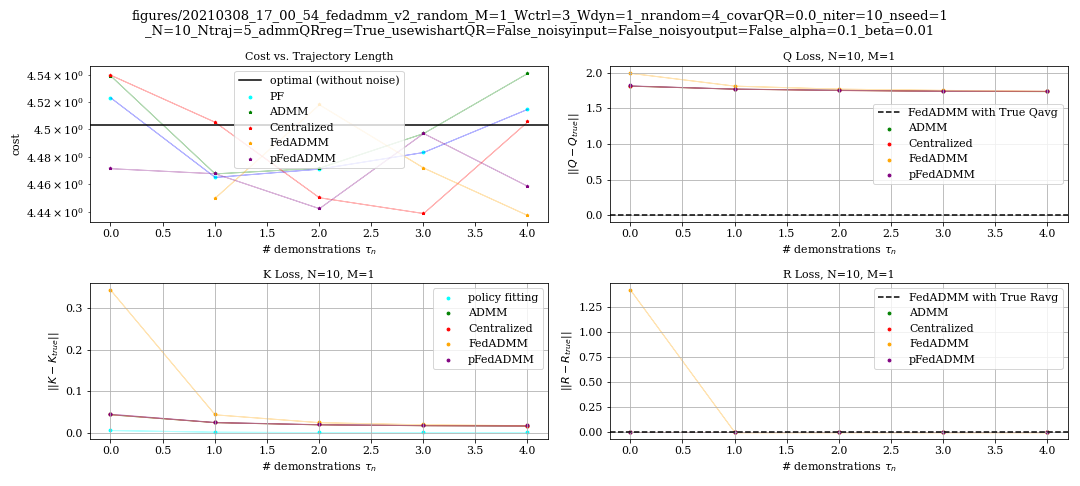 figures/20210308_17_00_54_fedadmm_v2_random_M=1_Wctrl=3_Wdyn=1_nrandom=4_covarQR=0.0_niter=10_nseed=1
_N=10_Ntraj=5_admmQRreg=True_usewishartQR=False_noisyinput=False_noisyoutput=False_alpha=0.1_beta=0.01
Cost vs. Trajectory Length
4.54 × 10⁰
4.52 × 10⁰
4.5 × 10⁰
4.48 × 10⁰
4.46 × 10⁰
4.44 × 10⁰
cost
optimal (without noise)
PF
ADMM
Centralized
FedADMM
pFedADMM
0.0 0.5 1.0 1.5 2.0 2.5 3.0 3.5 4.0
# demonstrations τₙ
Q Loss, N=10, M=1
2.0
1.5
1.0
0.5
0.0
||Q − Q_{true}||
FedADMM with True Qavg
ADMM
Centralized
FedADMM
pFedADMM
0.0 0.5 1.0 1.5 2.0 2.5 3.0 3.5 4.0
# demonstrations τₙ
K Loss, N=10, M=1
0.3
0.2
0.1
0.0
||K − K_{true}||
policy fitting
ADMM
Centralized
FedADMM
pFedADMM
0.0 0.5 1.0 1.5 2.0 2.5 3.0 3.5 4.0
# demonstrations τₙ
R Loss, N=10, M=1
1.25
1.00
0.75
0.50
0.25
0.00
||R − R_{true}||
FedADMM with True Ravg
ADMM
Centralized
FedADMM
pFedADMM
0.0 0.5 1.0 1.5 2.0 2.5 3.0 3.5 4.0
# demonstrations τₙ